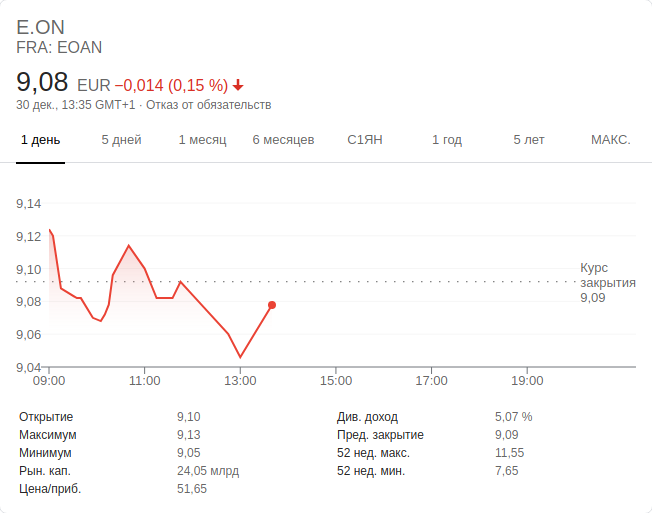 E.ON
FRA: EOAN
9,08 EUR −0,014 (0,15 %)
30 дек., 13:35 GMT+1 · Отказ от обязательств
1 день 5 дней 1 месяц 6 месяцев С1ЯН 1 год 5 лет МАКС.
9,14
9,12
9,10
9,08
9,06
9,04
Курс
закрытия
9,09
09:00 11:00 13:00 15:00 17:00 19:00
Открытие 9,10 Див. доход 5,07 %
Максимум 9,13 Пред. закрытие 9,09
Минимум 9,05 52 нед. макс. 11,55
Рын. кап. 24,05 млрд 52 нед. мин. 7,65
Цена/приб. 51,65